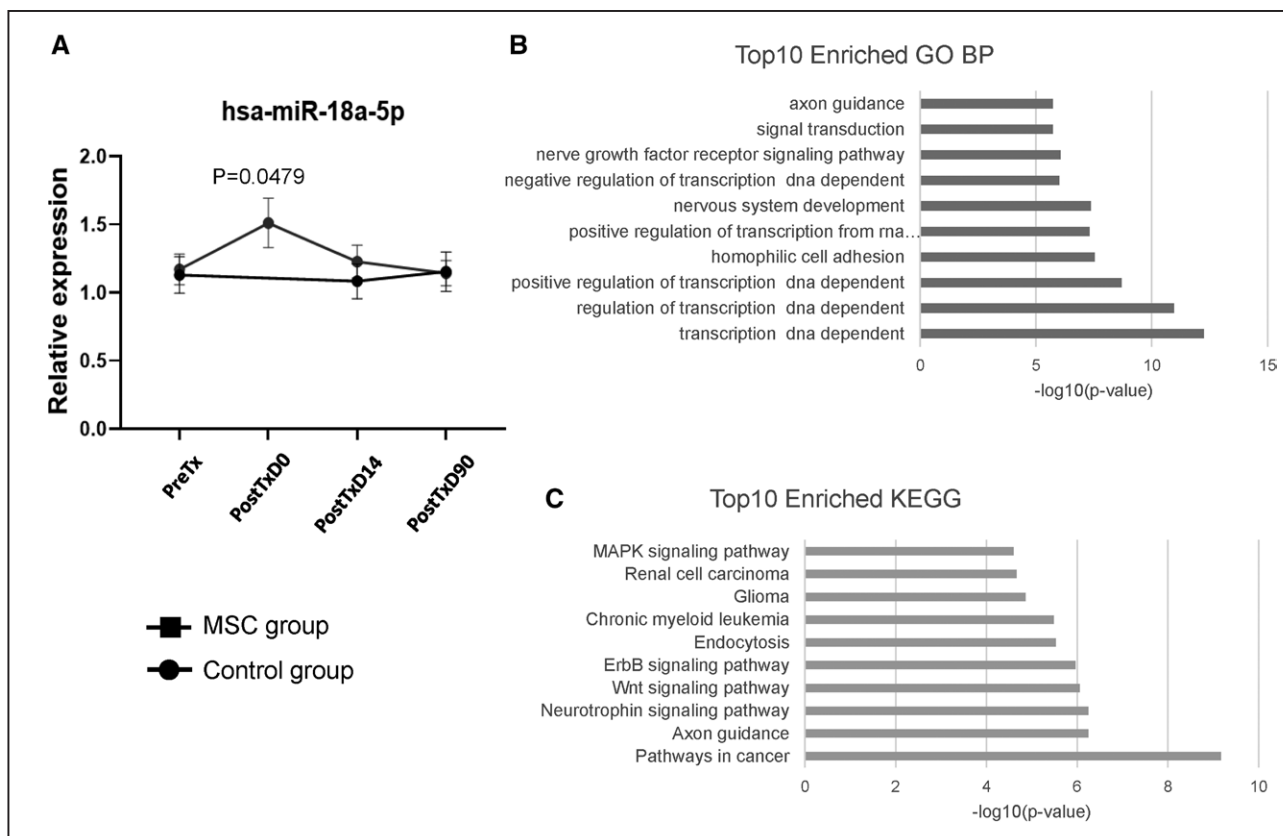 A
hsa-miR-18a-5p
Relative expression
2.0
1.5
1.0
0.5
0.0
P=0.0479
PreTx
PostTxD0
PostTxD14
PostTxD90
MSC group
Control group
B
Top10 Enriched GO BP
axon guidance
signal transduction
nerve growth factor receptor signaling pathway
negative regulation of transcription dna dependent
nervous system development
positive regulation of transcription from rna…
homophilic cell adhesion
positive regulation of transcription dna dependent
regulation of transcription dna dependent
transcription dna dependent
0 5 10 15
-log10(p-value)
C
Top10 Enriched KEGG
MAPK signaling pathway
Renal cell carcinoma
Glioma
Chronic myeloid leukemia
Endocytosis
ErbB signaling pathway
Wnt signaling pathway
Neurotrophin signaling pathway
Axon guidance
Pathways in cancer
0 2 4 6 8 10
-log10(p-value)